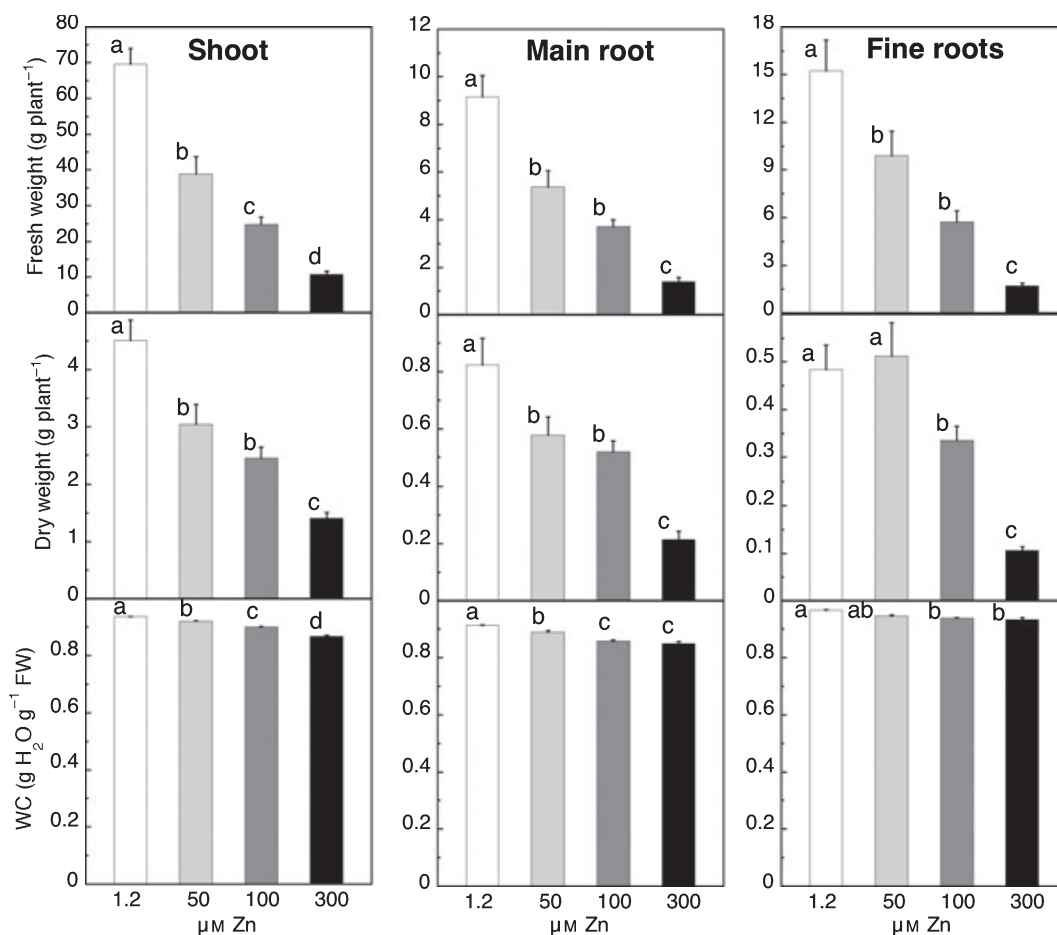 Shoot
Main root
Fine roots
Fresh weight (g plant⁻¹)
80
70
60
50
40
30
20
10
0
a
b
c
d
12
10
8
6
4
2
0
a
b
b
c
18
15
12
9
6
3
0
a
b
b
c
Dry weight (g plant⁻¹)
4
3
2
1
0
a
b
b
c
0.8
0.6
0.4
0.2
0
a
b
b
c
0.5
0.4
0.3
0.2
0.1
0
a
a
b
c
WC (g H₂O g⁻¹ FW)
0.8
0.6
0.4
0.2
0
a
b
c
d
0.8
0.6
0.4
0.2
0
a
b
c
c
0.8
0.6
0.4
0.2
0
a
ab
b
b
1.2 50 100 300
1.2 50 100 300
1.2 50 100 300
µM Zn
µM Zn
µM Zn